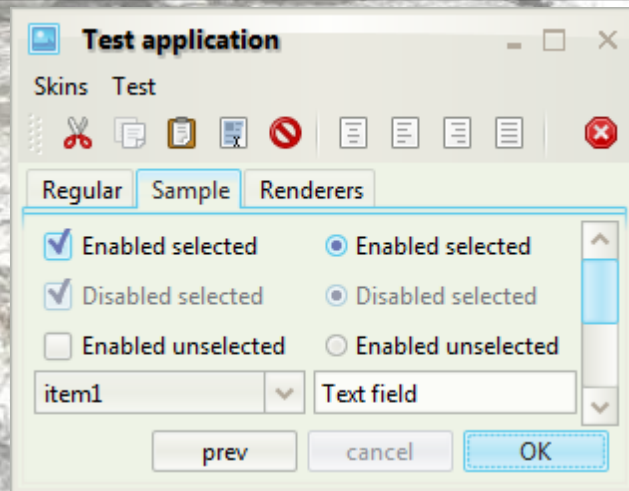 Test application
Skins Test
Regular Sample Renderers
Enabled selected Enabled selected
Disabled selected Disabled selected
Enabled unselected Enabled unselected
item1 Text field
prev cancel OK